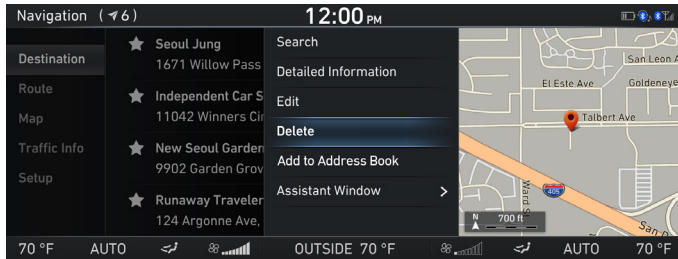 Navigation ( 6 )
12:00 PM
Destination
Route
Map
Traffic Info
Setup
Seoul Jung
1671 Willow Pass
Independent Car S
11042 Winners Cir
New Seoul Garden
9902 Garden Grov
Runaway Traveler
124 Argonne Ave,
Search
Detailed Information
Edit
Delete
Add to Address Book
Assistant Window
San Leon A
El Este Ave
Goldeneye
Talbert Ave
Ward St
405
San D
N
700 ft
70 °F
AUTO
OUTSIDE 70 °F
AUTO
70 °F